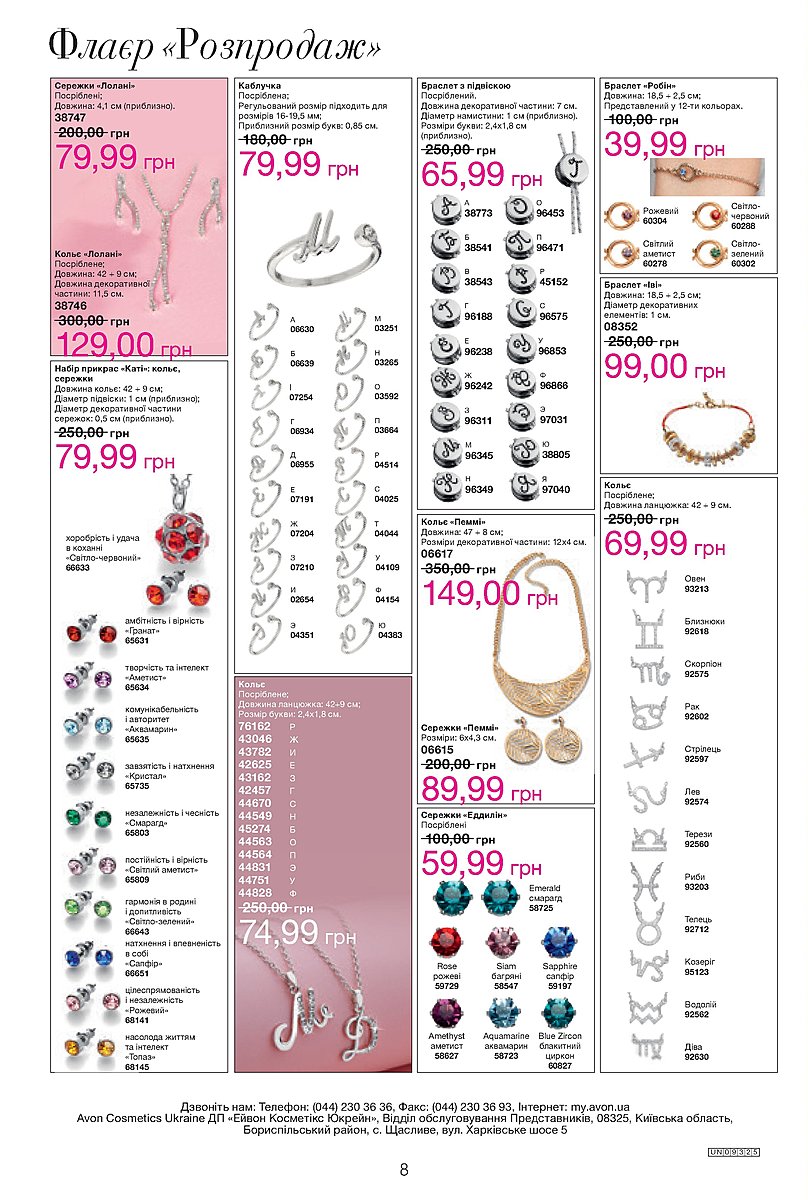 Флаєр «Розпродаж»
Сережки «Лолані»
Посріблені;
Довжина: 4,1 см (приблизно).
38747
200,00 грн
79,99 грн
Кольє «Лолані»
Посріблене;
Довжина: 42 + 9 см;
Довжина декоративної
частини: 11,5 см.
38746
300,00 грн
129,00 грн
Набір прикрас «Каті»: кольє,
сережки
Довжина кольє: 42 + 9 см;
Діаметр підвіски: 1 см (приблизно);
Діаметр декоративної частини
сережок: 0,5 см (приблизно).
250,00 грн
79,99 грн
хоробрість і удача
в коханні
«Світло-червоний»
66633
амбітність і вірність
«Гранат»
65631
творчість та інтелект
«Аметист»
65634
комунікабельність
і авторитет
«Аквамарин»
65635
завзятість і натхнення
«Кристал»
65735
незалежність і чесність
«Смарагд»
65803
постійність і вірність
«Світлий аметист»
65809
гармонія в родині
і допитливість
«Світло-зелений»
66643
натхнення і впевненість
в собі
«Сапфір»
66651
цілеспрямованість
і незалежність
«Рожевий»
68141
насолода життям
та інтелект
«Топаз»
68145
Каблучка
Посріблена;
Регульований розмір підходить для
розмірів 16-19,5 мм;
Приблизний розмір букв: 0,85 см.
180,00 грн
79,99 грн
А
06630
Б
06639
І
07254
Г
06934
Д
06955
Е
07191
Ж
07204
З
07210
И
02654
Э
04351
М
03251
Н
03265
О
03592
П
03664
Р
04514
С
04025
Т
04044
У
04109
Ф
04154
Ю
04383
Кольє
Посріблене;
Довжина ланцюжка: 42+9 см;
Розмір букви: 2,4х1,8 см.
76162 Р
43046 Ж
43782 И
42625 Е
43162 З
42457 Г
44670 С
44549 Н
45274 Б
44563 О
44564 П
44831 Э
44751 У
44828 Ф
250,00 грн
74,99 грн
Браслет з підвіскою
Посріблений.
Довжина декоративної частини: 7 см.
Діаметр намистини: 1 см (приблизно).
Розміри букви: 2,4х1,8 см
(приблизно).
250,00 грн
65,99 грн
А
38773
Б
38541
В
38543
Г
96188
Е
96238
Ж
96242
З
96311
М
96345
Н
96349
О
96453
П
96471
Р
45152
С
96575
У
96853
Ф
96866
Э
97031
Ю
38805
Я
97040
Кольє «Пеммі»
Довжина: 47 + 8 см;
Розміри декоративної частини: 12х4 см.
06617
350,00 грн
149,00 грн
Сережки «Пеммі»
Розміри: 6х4,3 см.
06615
200,00 грн
89,99 грн
Сережки «Еддилін»
Посріблені
100,00 грн
59,99 грн
Emerald
смарагд
58725
Rose
рожеві
59729
Siam
багряні
58547
Sapphire
сапфір
59197
Amethyst
аметист
58627
Aquamarine
аквамарин
58723
Blue Zircon
блакитний
циркон
60827
Браслет «Робін»
Довжина: 18,5 + 2,5 см;
Представлений у 12-ти кольорах.
100,00 грн
39,99 грн
Рожевий
60304
Світло-
червоний
60288
Світлий
аметист
60278
Світло-
зелений
60302
Браслет «Іві»
Довжина: 18,5 + 2,5 см;
Діаметр декоративних
елементів: 1 см.
08352
250,00 грн
99,00 грн
Кольє
Посріблене;
Довжина ланцюжка: 42 + 9 см.
250,00 грн
69,99 грн
Овен
93213
Близнюки
92618
Скорпіон
92575
Рак
92602
Стрілець
92597
Лев
92574
Терези
92560
Риби
93203
Телець
92712
Козеріг
95123
Водолій
92562
Діва
92630
Дзвоніть нам: Телефон: (044) 230 36 36, Факс: (044) 230 36 93, Інтернет: my.avon.ua
Avon Cosmetics Ukraine ДП «Ейвон Косметікс Юкрейн», Відділ обслуговування Представників, 08325, Київська область,
Бориспільський район, с. Щасливе, вул. Харківське шосе 5
UN09325
8